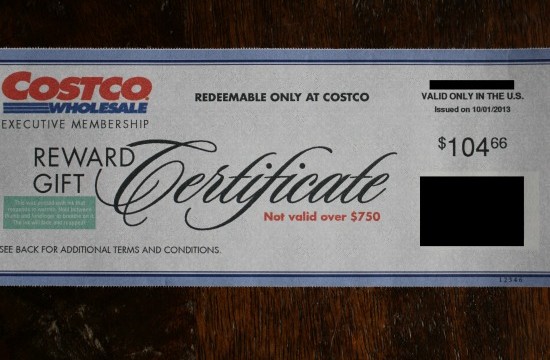 COSTCO
WHOLESALE
EXECUTIVE MEMBERSHIP
REDEEMABLE ONLY AT COSTCO
VALID ONLY IN THE U.S.
Issued on 10/01/2013
$104 66
REWARD
GIFT
Certificate
Not valid over $750
SEE BACK FOR ADDITIONAL TERMS AND CONDITIONS.
12546